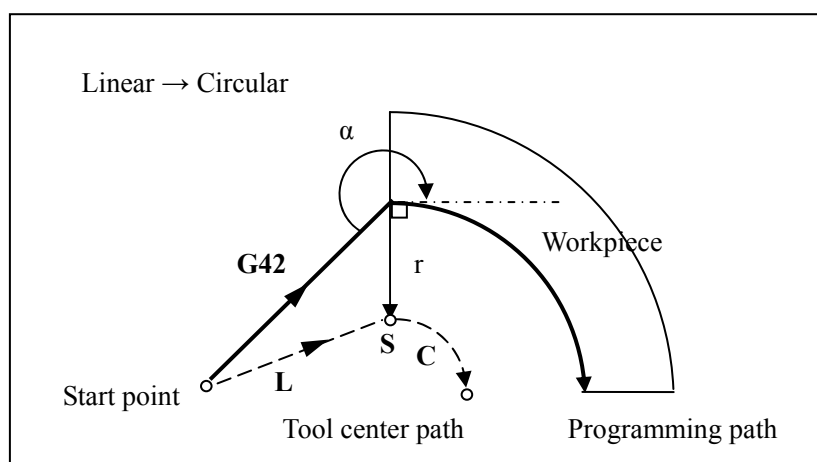 Linear → Circular
α
Workpiece
G42
r
S
C
L
Start point
Tool center path
Programming path